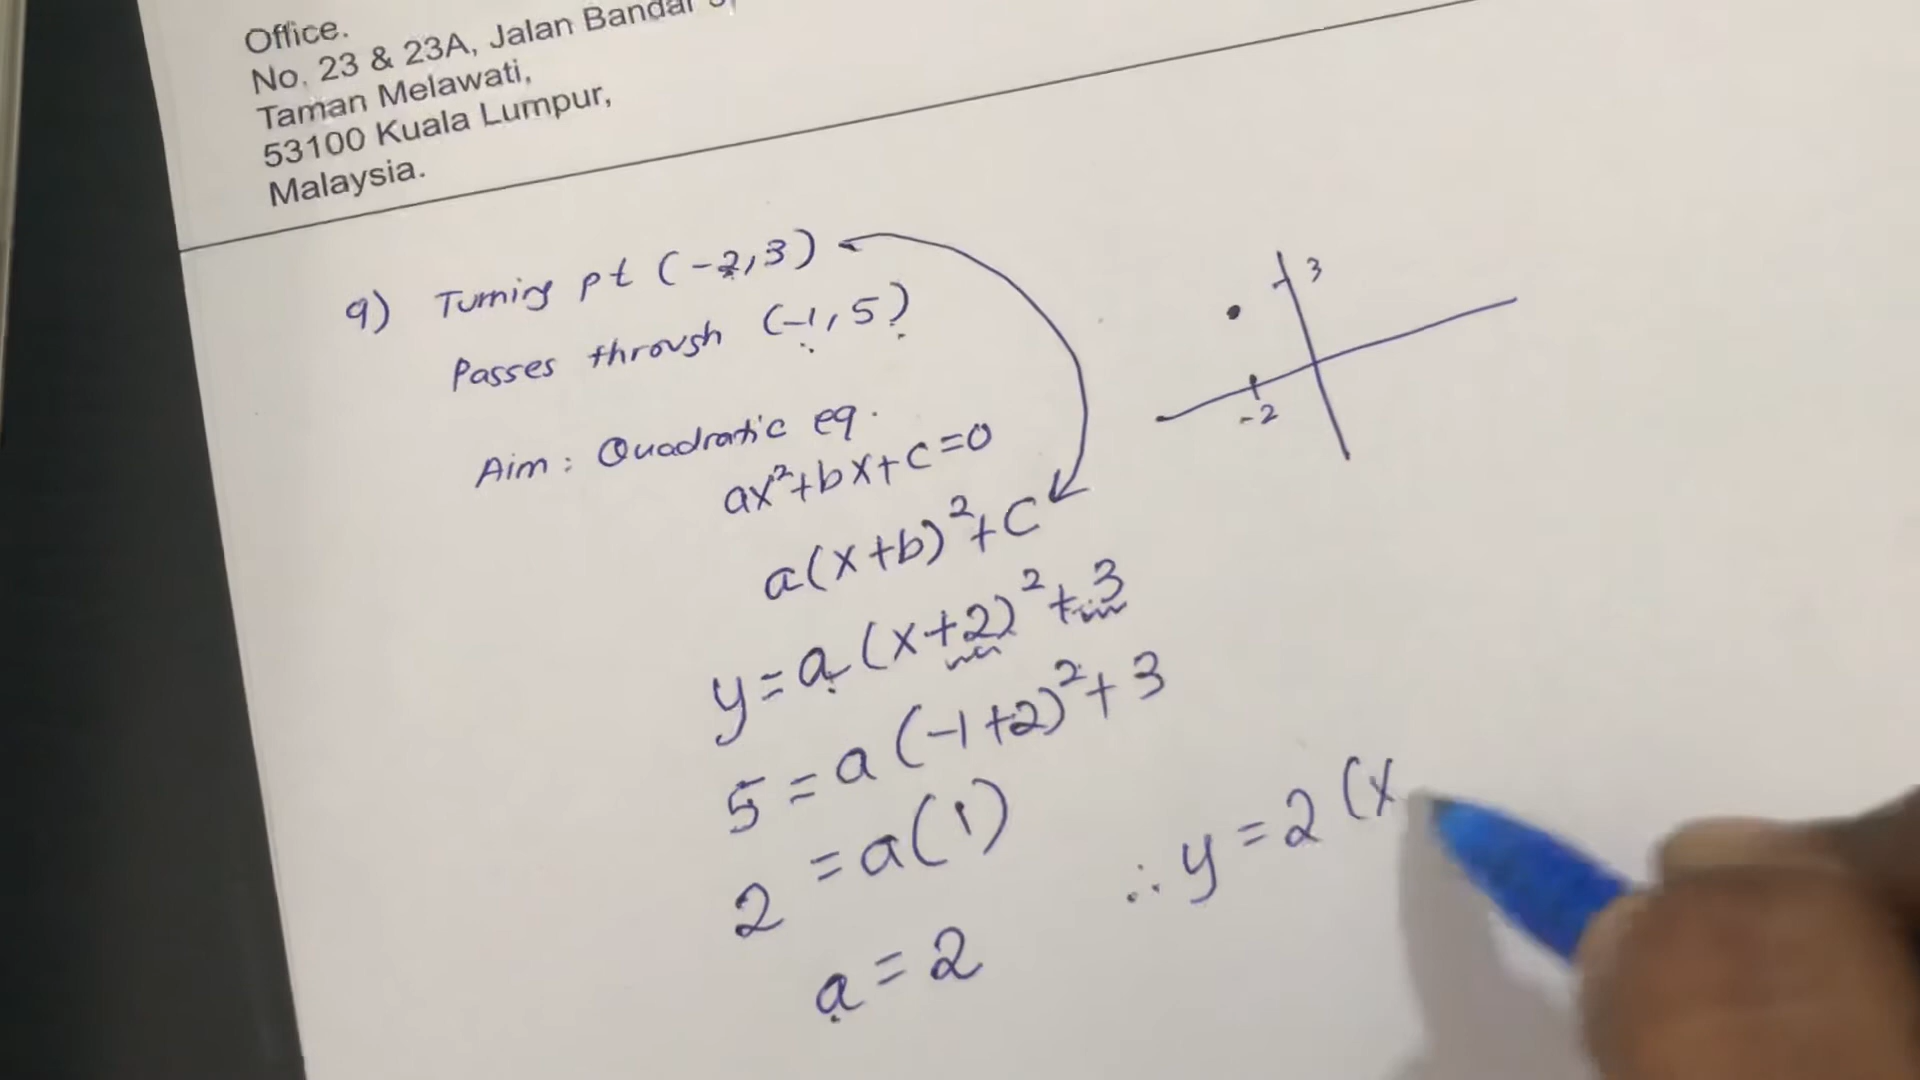 Office.
No. 23 & 23A, Jalan Bandar
Taman Melawati,
53100 Kuala Lumpur,
Malaysia.
9) Turning pt (-2,3)
Passes through (-1,5)
Aim: Quadratic eq.
ax²+bx+c=0
a(x+b)²+c
y=a(x+2)²+3
5=a(-1+2)²+3
2=a(1)
a=2
∴y=2(x
3
-2